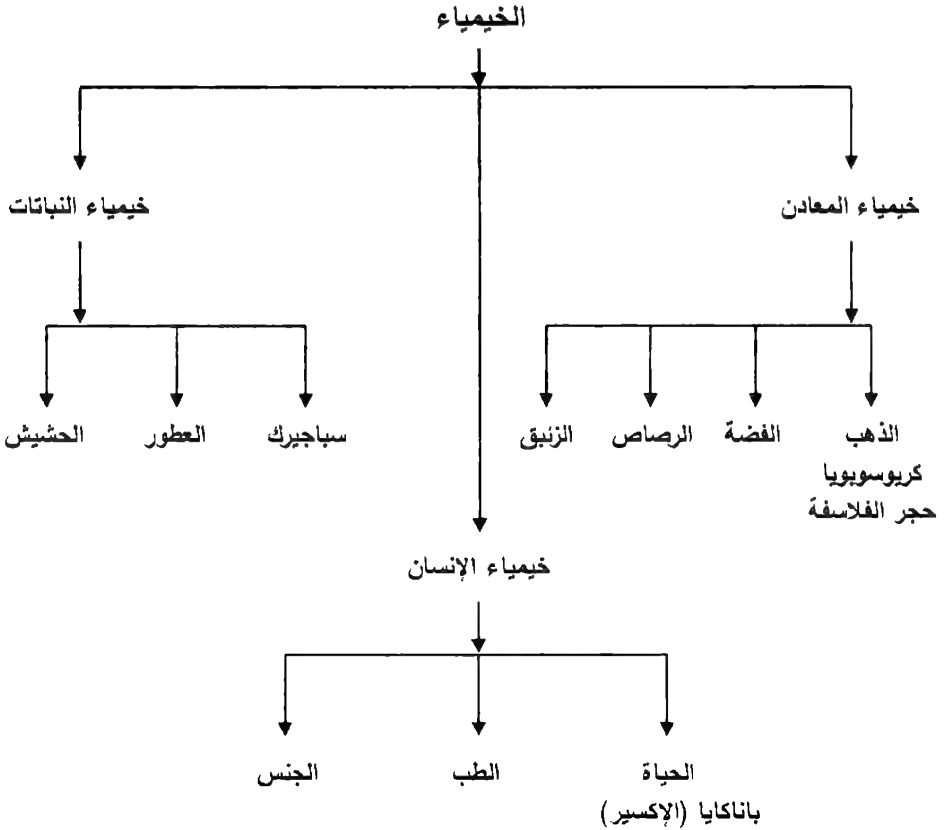 الخيمياء
خيمياء المعادن
خيمياء النباتات
الذهب
كريوسوبويا
حجر الفلاسفة
الفضة
الرصاص
الزئبق
سباجيرك
العطور
الحشيش
خيمياء الإنسان
الحياة
باناكايا (الإكسير)
الطب
الجنس